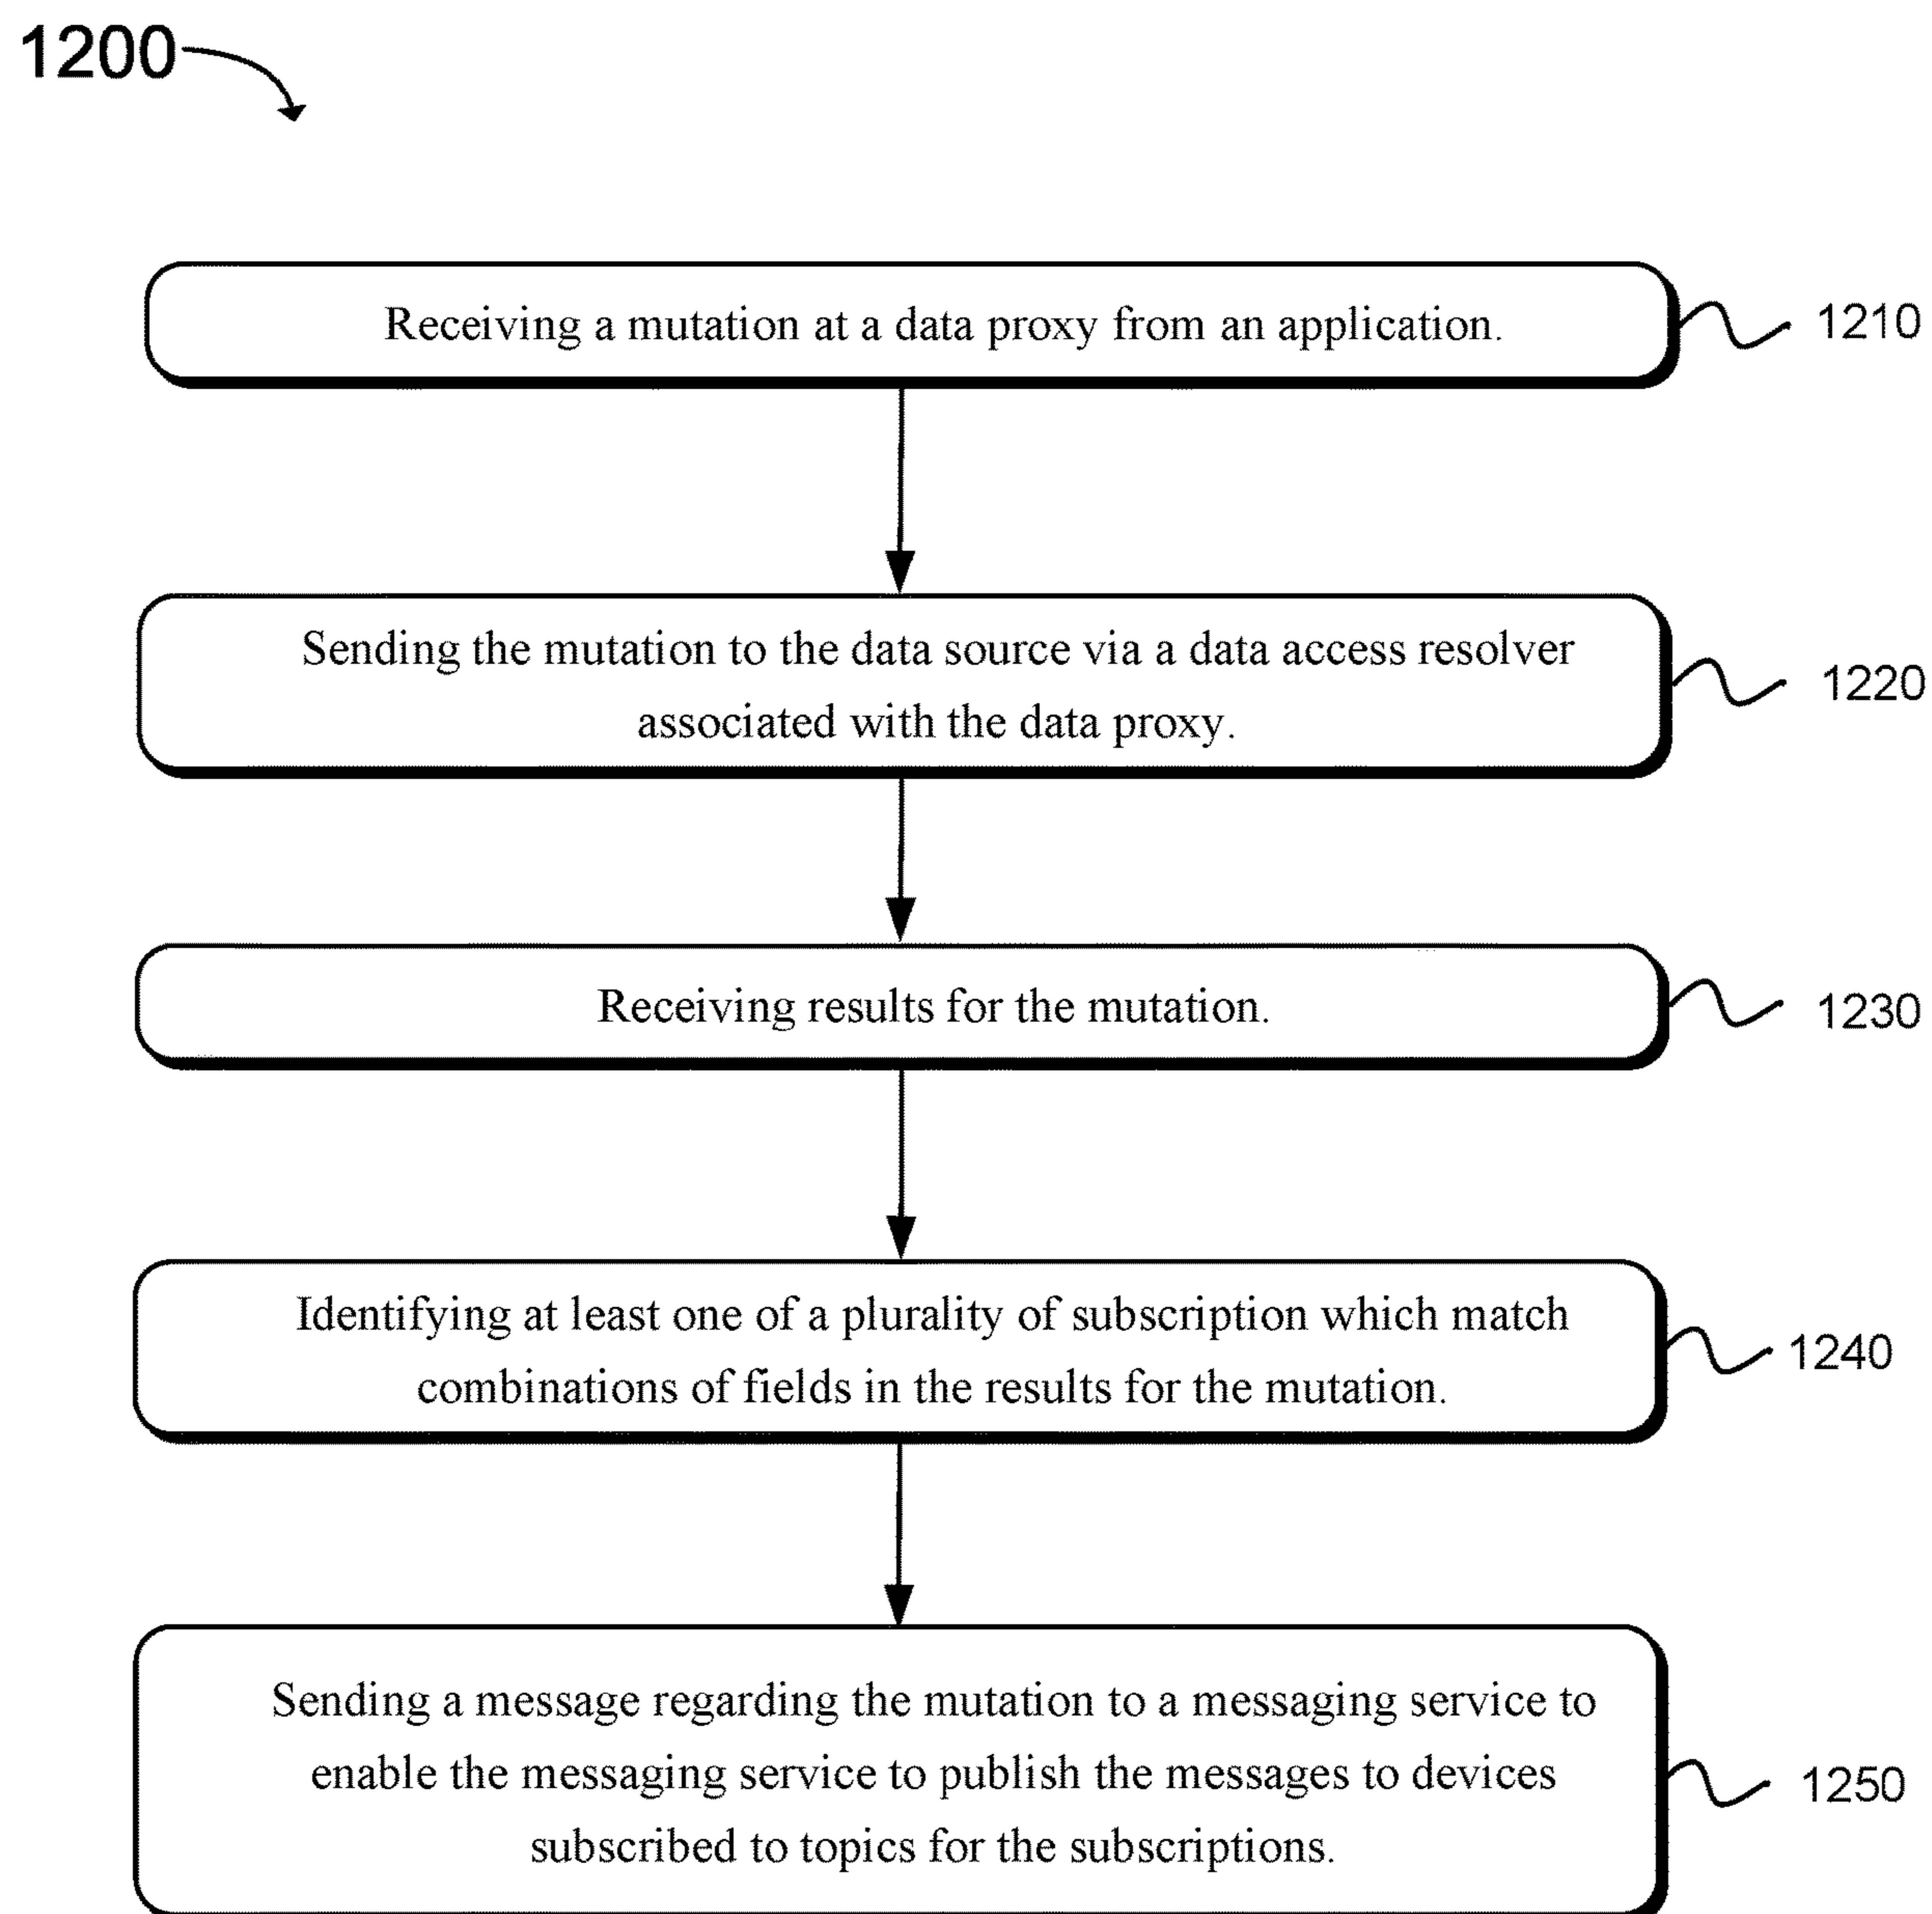 1200
Receiving a mutation at a data proxy from an application.
1210
Sending the mutation to the data source via a data access resolver
associated with the data proxy.
1220
Receiving results for the mutation.
1230
Identifying at least one of a plurality of subscription which match
combinations of fields in the results for the mutation.
1240
Sending a message regarding the mutation to a messaging service to
enable the messaging service to publish the messages to devices
subscribed to topics for the subscriptions.
1250